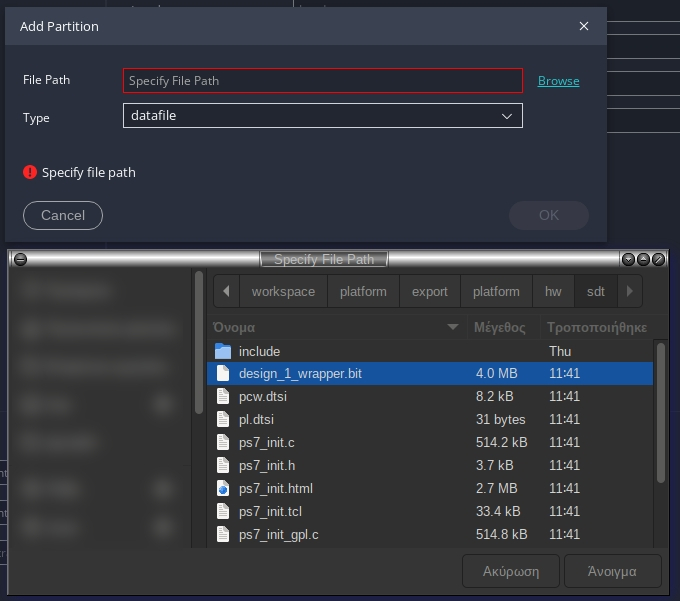 Add Partition
File Path Specify File Path Browse
Type datafile
Specify file path
Cancel OK
Specify File Path
workspace platform export platform hw sdt
Όνομα Μέγεθος Τροποποιήθηκε
include Thu
design_1_wrapper.bit 4.0 MB 11:41
pcw.dtsi 8.2 kB 11:41
pl.dtsi 31 bytes 11:41
ps7_init.c 514.2 kB 11:41
ps7_init.h 3.7 kB 11:41
ps7_init.html 2.7 MB 11:41
ps7_init.tcl 33.4 kB 11:41
ps7_init_gpl.c 514.8 kB 11:41
Ακύρωση Άνοιγμα